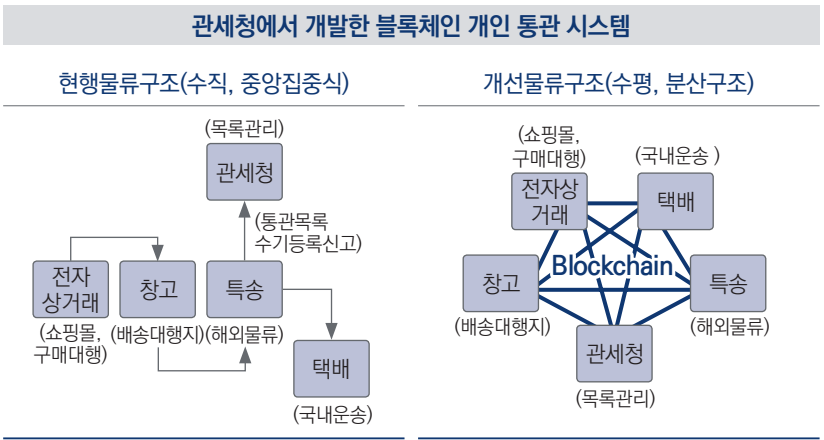 관세청에서 개발한 블록체인 개인 통관 시스템
현행물류구조(수직, 중앙집중식)
(목록관리)
관세청
(통관목록
수기등록신고)
전자
상거래
창고
특송
(쇼핑몰,
구매대행)
(배송대행지)
(해외물류)
택배
(국내운송)
개선물류구조(수평, 분산구조)
(쇼핑몰,
구매대행)
(국내운송 )
전자상
거래
택배
Blockchain
창고
특송
(배송대행지)
(해외물류)
관세청
(목록관리)